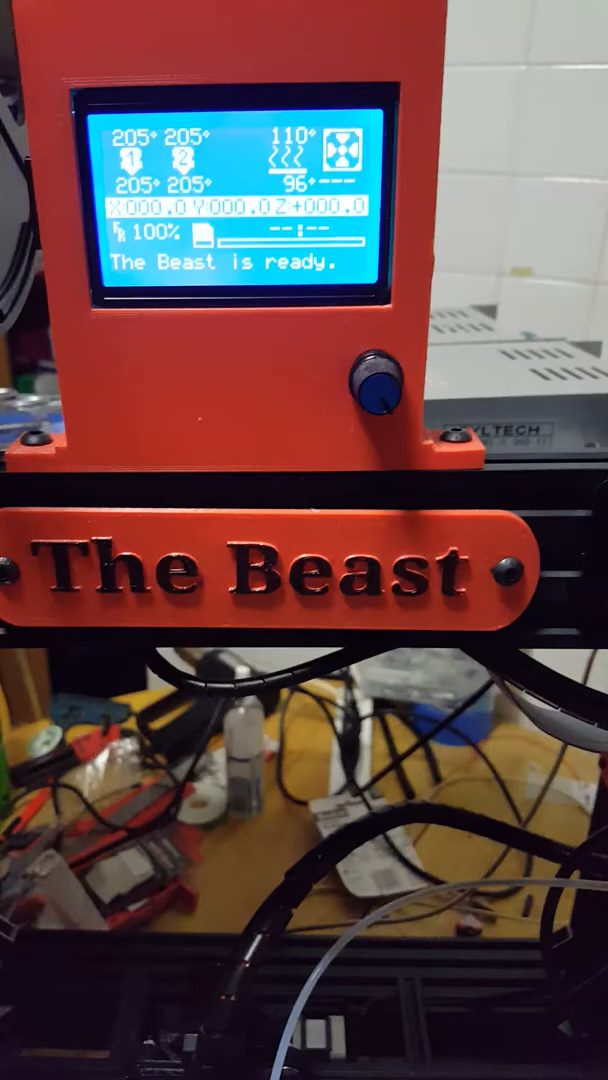 205° 205° 110°
1 2
205° 205° 96° ---
X000.0 Y000.0 Z+000.0
FR 100% --:--
The Beast is ready.
YLTECH
The Beast